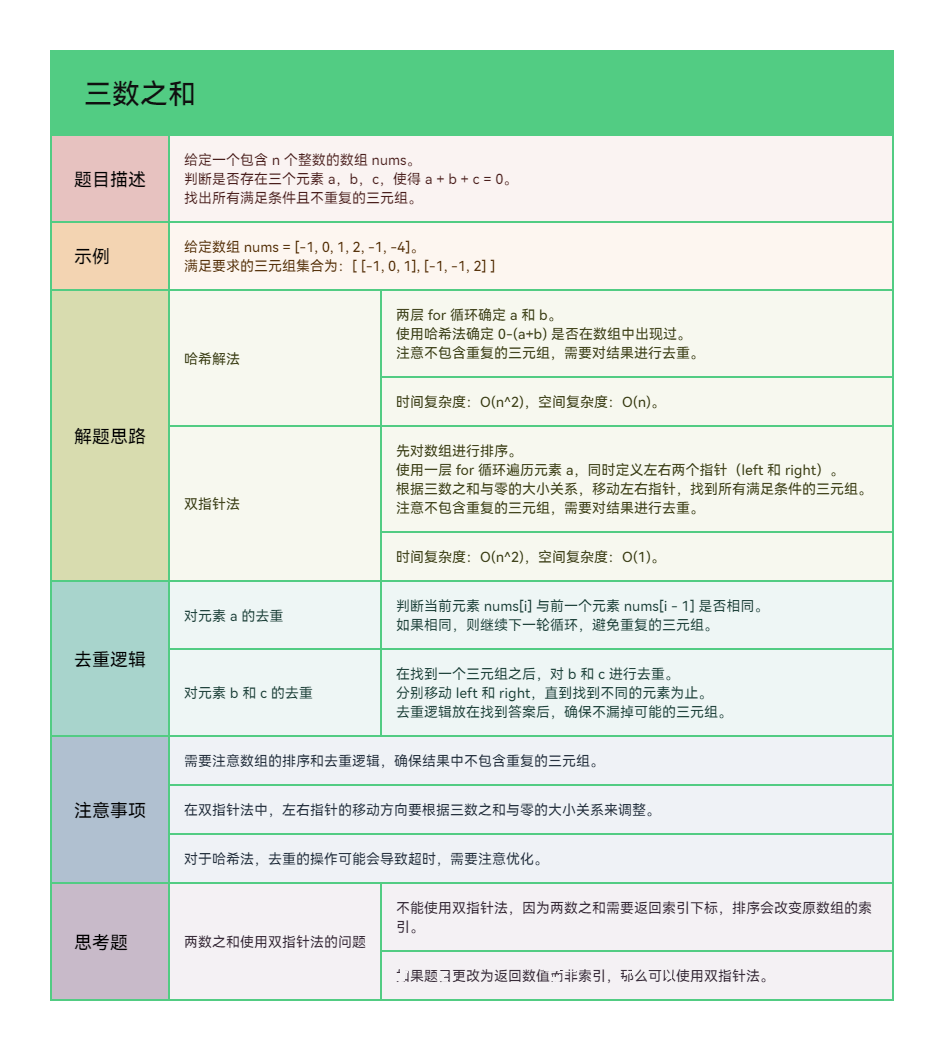 三数之和
题目描述
给定一个包含 n 个整数的数组 nums。
判断是否存在三个元素 a，b，c，使得 a + b + c = 0。
找出所有满足条件且不重复的三元组。
示例
给定数组 nums = [-1, 0, 1, 2, -1, -4]。
满足要求的三元组集合为：[ [-1, 0, 1], [-1, -1, 2] ]
解题思路
哈希解法
两层 for 循环确定 a 和 b。
使用哈希法确定 0-(a+b) 是否在数组中出现过。
注意不包含重复的三元组，需要对结果进行去重。
时间复杂度：O(n^2)，空间复杂度：O(n)。
双指针法
先对数组进行排序。
使用一层 for 循环遍历元素 a，同时定义左右两个指针（left 和 right）。
根据三数之和与零的大小关系，移动左右指针，找到所有满足条件的三元组。
注意不包含重复的三元组，需要对结果进行去重。
时间复杂度：O(n^2)，空间复杂度：O(1)。
去重逻辑
对元素 a 的去重
判断当前元素 nums[i] 与前一个元素 nums[i - 1] 是否相同。
如果相同，则继续下一轮循环，避免重复的三元组。
对元素 b 和 c 的去重
在找到一个三元组之后，对 b 和 c 进行去重。
分别移动 left 和 right，直到找到不同的元素为止。
去重逻辑放在找到答案后，确保不漏掉可能的三元组。
注意事项
需要注意数组的排序和去重逻辑，确保结果中不包含重复的三元组。
在双指针法中，左右指针的移动方向要根据三数之和与零的大小关系来调整。
对于哈希法，去重的操作可能会导致超时，需要注意优化。
思考题
两数之和使用双指针法的问题
不能使用双指针法，因为两数之和需要返回索引下标，排序会改变原数组的索
引。
果题更改为返回数值非索引，那么可以使用双指针法。